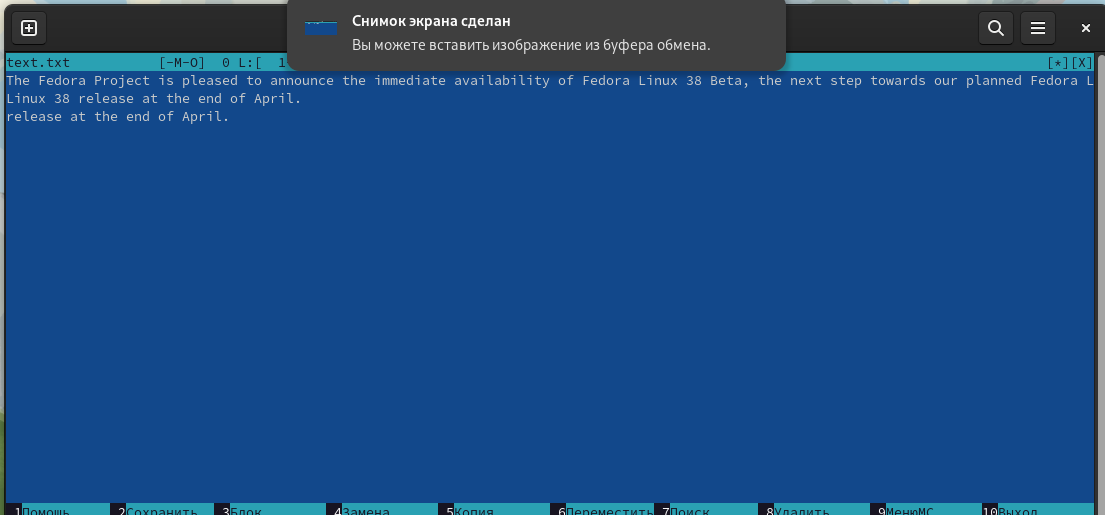 Снимок экрана сделан
Вы можете вставить изображение из буфера обмена.
text.txt [-M-O] 0 L:[ 1 [*][X]
The Fedora Project is pleased to announce the immediate availability of Fedora Linux 38 Beta, the next step towards our planned Fedora L
Linux 38 release at the end of April.
release at the end of April.
1Помощь 2Сохранить 3Блок 4Замена 5Копия 6Переместить 7Поиск 8Удалить 9МенюMC 10Выход